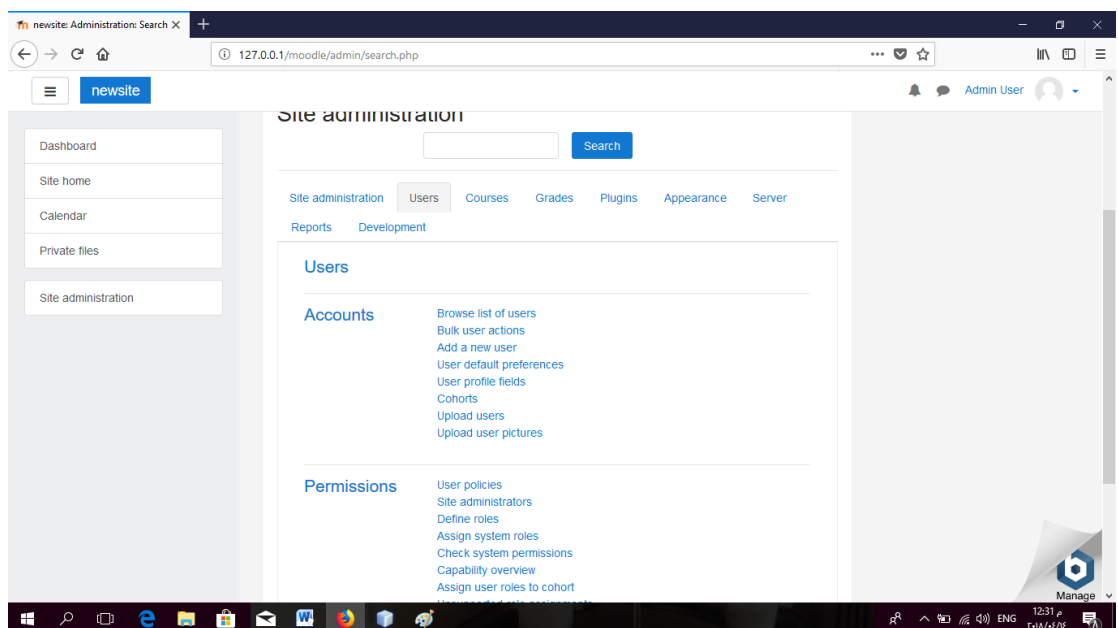 newsite: Administration: Search
127.0.0.1/moodle/admin/search.php
newsite
Admin User
Site administration
Search
Dashboard
Site home
Calendar
Private files
Site administration
Site administration Users Courses Grades Plugins Appearance Server
Reports Development
Users
Accounts
Browse list of users
Bulk user actions
Add a new user
User default preferences
User profile fields
Cohorts
Upload users
Upload user pictures
Permissions
User policies
Site administrators
Define roles
Assign system roles
Check system permissions
Capability overview
Assign user roles to cohort
Unsupported role assignments
Manage
ENG
12:31 م